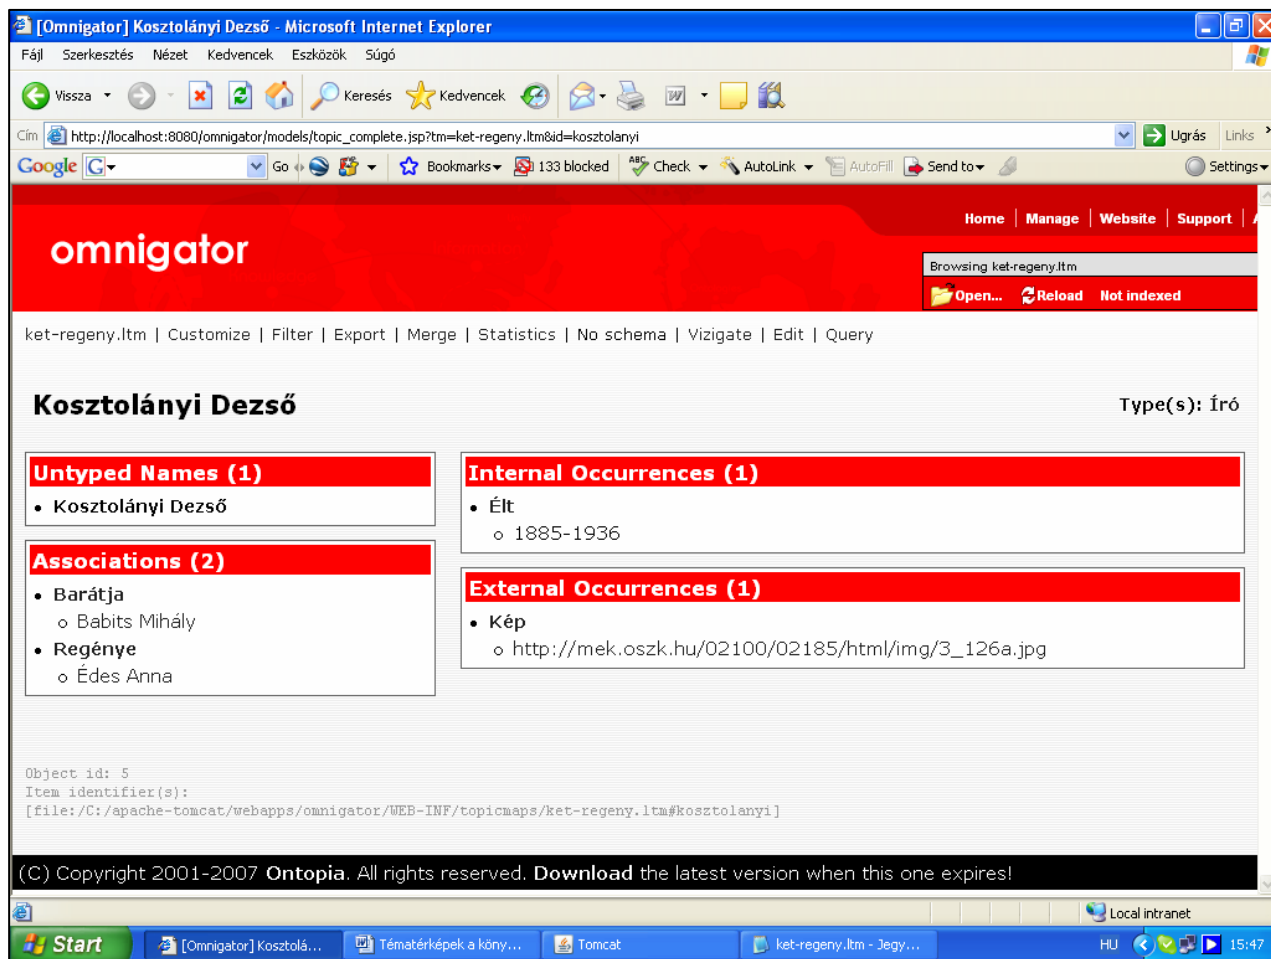 [Omnigator] Kosztolányi Dezső - Microsoft Internet Explorer
Fájl Szerkesztés Nézet Kedvencek Eszközök Súgó
Vissza Keresés Kedvencek
Cím http://localhost:8080/omnigator/models/topic_complete.jsp?tm=ket-regeny.ltm&id=kosztolanyi Ugrás Links
Google G Go Bookmarks 133 blocked ABC Check AutoLink AutoFill Send to Settings
Home | Manage | Website | Support |
omnigator
Browsing ket-regeny.ltm
Open... Reload Not indexed
ket-regeny.ltm | Customize | Filter | Export | Merge | Statistics | No schema | Vizigate | Edit | Query
Kosztolányi Dezső
Type(s): Író
Untyped Names (1)
• Kosztolányi Dezső
Associations (2)
• Barátja
o Babits Mihály
• Regénye
o Édes Anna
Internal Occurrences (1)
• Élt
o 1885-1936
External Occurrences (1)
• Kép
o http://mek.oszk.hu/02100/02185/html/img/3_126a.jpg
Object id: 5
Item identifier(s):
[file:/C:/apache-tomcat/webapps/omnigator/WEB-INF/topicmaps/ket-regeny.ltm#kosztolanyi]
(C) Copyright 2001-2007 Ontopia. All rights reserved. Download the latest version when this one expires!
Local intranet
Start [Omnigator] Kosztolá... Tématérképek a köny... Tomcat ket-regeny.ltm - Jegy... HU 15:47